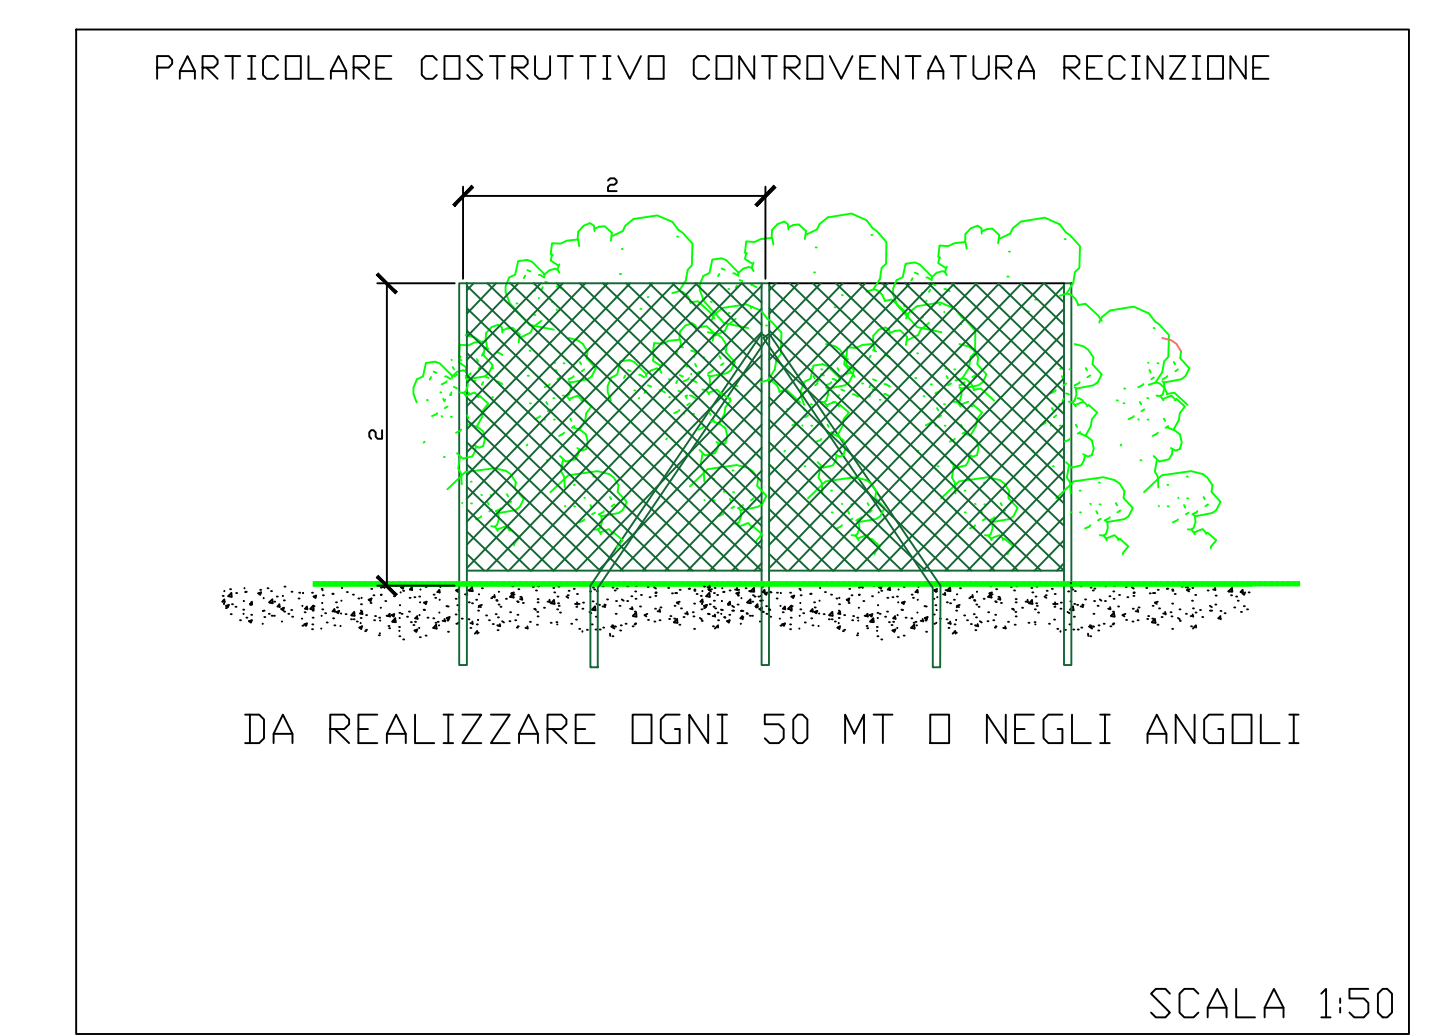 PARTICOLARE COSTRUTTIVO CONTROVENTATURA RECINZIONE
2
2
DA REALIZZARE OGNI 50 MT O NEGLI ANGOLI
SCALA 1:50